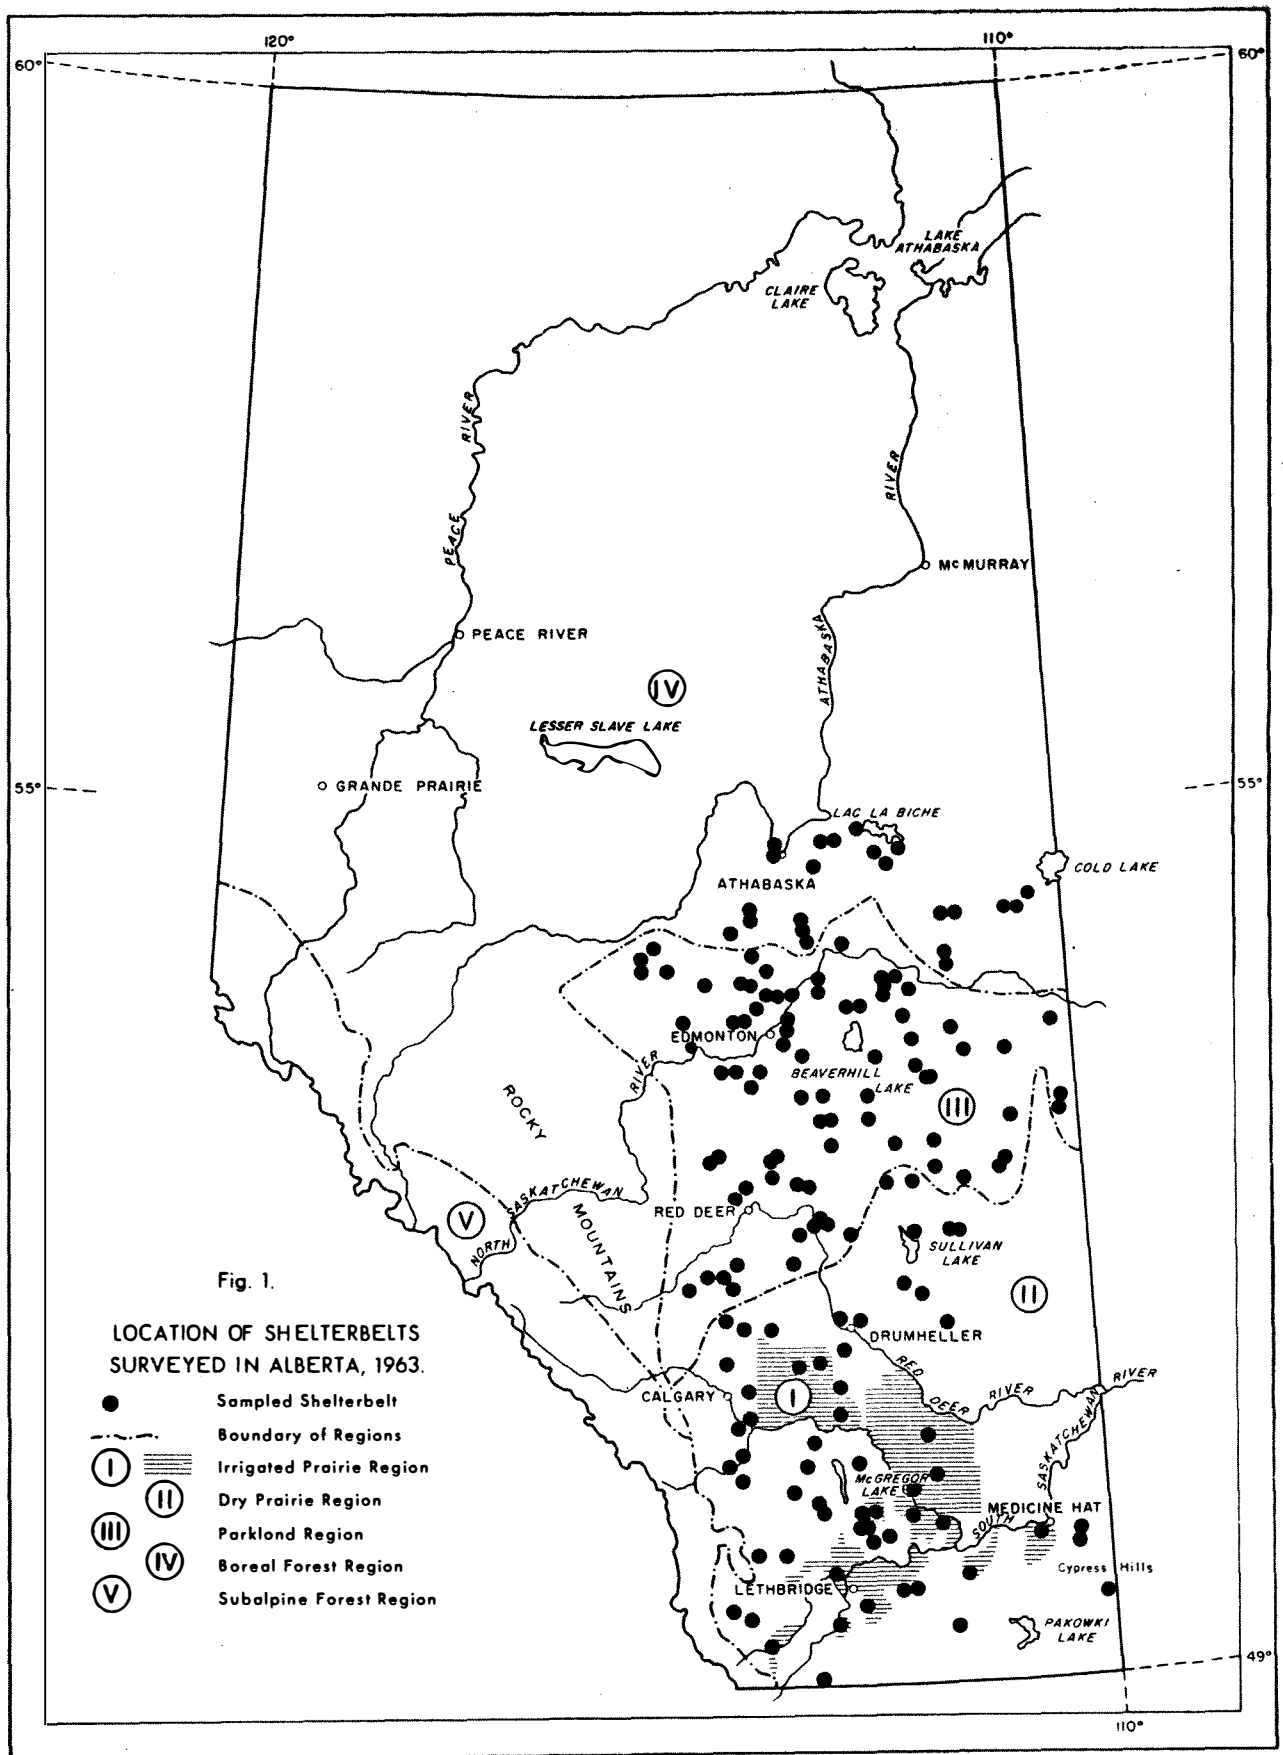 120°
110°
60°
60°
LAKE
ATHABASKA
CLAIRE
LAKE
PEACE RIVER
RIVER
McMURRAY
PEACE RIVER
ATHABASKA
IV
LESSER SLAVE LAKE
55°
GRANDE PRAIRIE
55°
LAC LA BICHE
COLD LAKE
ATHABASKA
EDMONTON
BEAVERHILL
LAKE
RIVER
ROCKY
III
SASKATCHEWAN
RED DEER
V
NORTH
MOUNTAINS
SULLIVAN
LAKE
II
Fig. 1.
LOCATION OF SHELTERBELTS
SURVEYED IN ALBERTA, 1963.
Sampled Shelterbelt
Boundary of Regions
I
Irrigated Prairie Region
II
Dry Prairie Region
III
Parklond Region
IV
Boreal Forest Region
V
Subalpine Forest Region
DRUMHELLER
RED
DEER
RIVER
RIVER
CALGARY
I
SASKATCHEWAN
McGREGOR
LAKE
MEDICINE HAT
SOUTH
Cypress Hills
LETHBRIDGE
PAKOWKI
LAKE
49°
110°